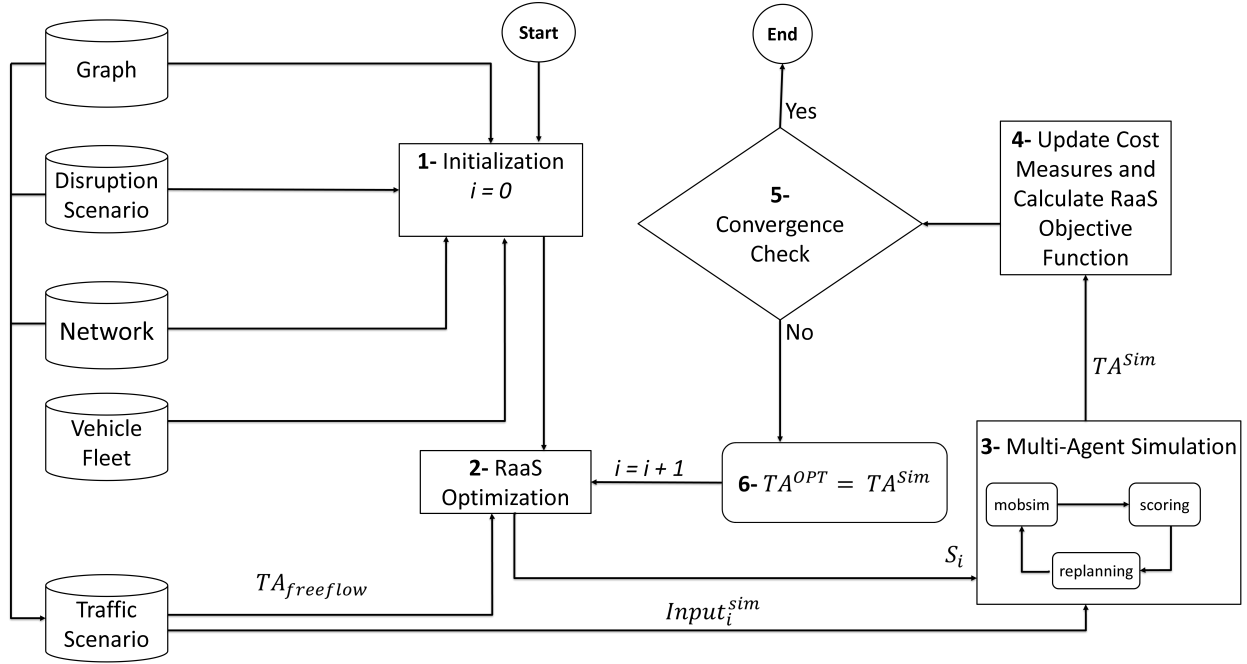 Graph
Start
End
Yes
1- Initialization
i = 0
Disruption
Scenario
5-
Convergence
Check
4- Update Cost
Measures and
Calculate RaaS
Objective
Function
Network
No
TA^{Sim}
Vehicle
Fleet
2- RaaS
Optimization
i = i + 1
6- TA^{OPT} = TA^{Sim}
3- Multi-Agent Simulation
mobsim
scoring
replanning
S_i
TA_{freeflow}
Traffic
Scenario
Input_i^{sim}